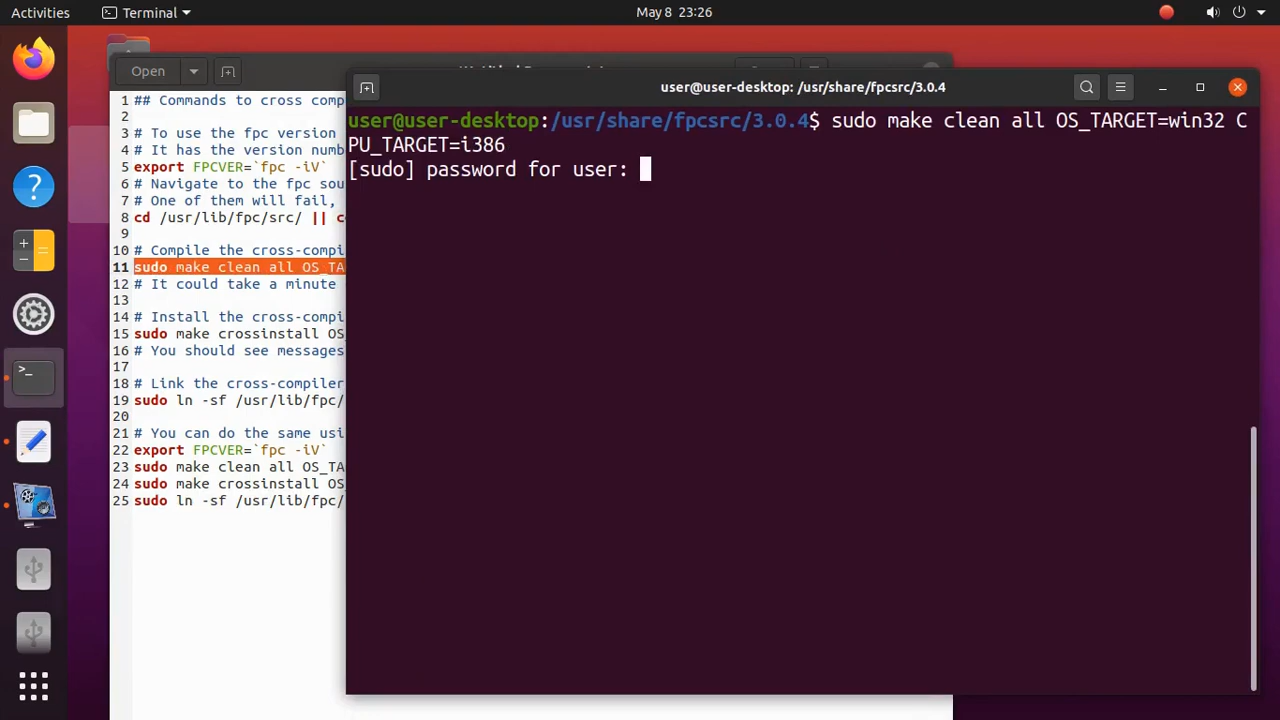 Activities Terminal May 8 23:26
Open
user@user-desktop: /usr/share/fpcsrc/3.0.4
1 ## Commands to cross comp
2
3 # To use the fpc version
4 # It has the version numb
5 export FPCVER=`fpc -iV`
6 # Navigate to the fpc sou
7 # One of them will fail,
8 cd /usr/lib/fpc/src/ || c
9
10 # Compile the cross-compi
11 sudo make clean all OS_TA
12 # It could take a minute
13
14 # Install the cross-compi
15 sudo make crossinstall OS_
16 # You should see messages
17
18 # Link the cross-compiler
19 sudo ln -sf /usr/lib/fpc/
20
21 # You can do the same usi
22 export FPCVER=`fpc -iV`
23 sudo make clean all OS_TA
24 sudo make crossinstall OS_
25 sudo ln -sf /usr/lib/fpc/
user@user-desktop:/usr/share/fpcsrc/3.0.4$ sudo make clean all OS_TARGET=win32 C
PU_TARGET=i386
[sudo] password for user: